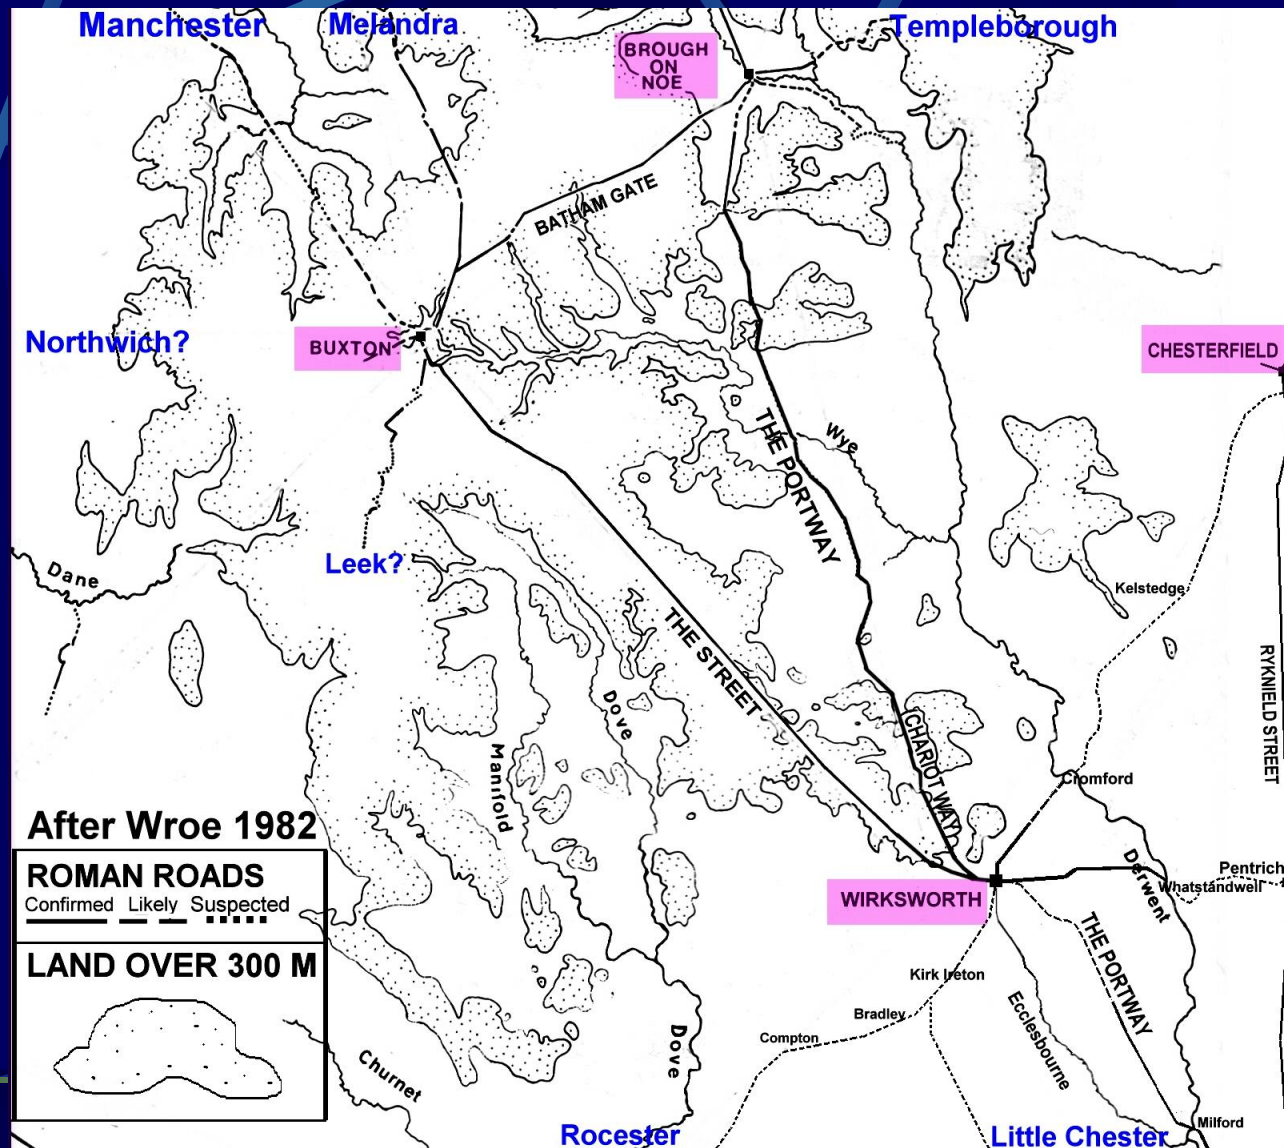 Manchester
Melandra
Templeborough
BROUGH
ON
NOE
BATHAM GATE
Northwich?
BUXTON
CHESTERFIELD
THE PORTWAY
Wye
Leek?
Dane
Kelstedge
THE STREET
RYKNIELD STREET
Dove
CHARIOT WAY
Manifold
Cromford
After Wroe 1982
ROMAN ROADS
Confirmed Likely Suspected
LAND OVER 300 M
Derwent
Pentrich
Whatstandwell
WIRKSWORTH
THE PORTWAY
Kirk Ireton
Ecclesbourne
Bradley
Compton
Dove
Churnet
Milford
Rocester
Little Chester